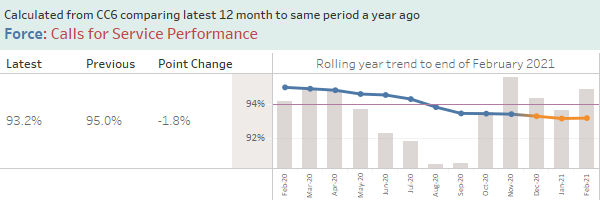 Calculated from CC6 comparing latest 12 month to same period a year ago
Force: Calls for Service Performance
Latest Previous Point Change Rolling year trend to end of February 2021
93.2% 95.0% -1.8%
94%
92%
Feb-20 Mar-20 Apr-20 May-20 Jun-20 Jul-20 Aug-20 Sep-20 Oct-20 Nov-20 Dec-20 Jan-21 Feb-21